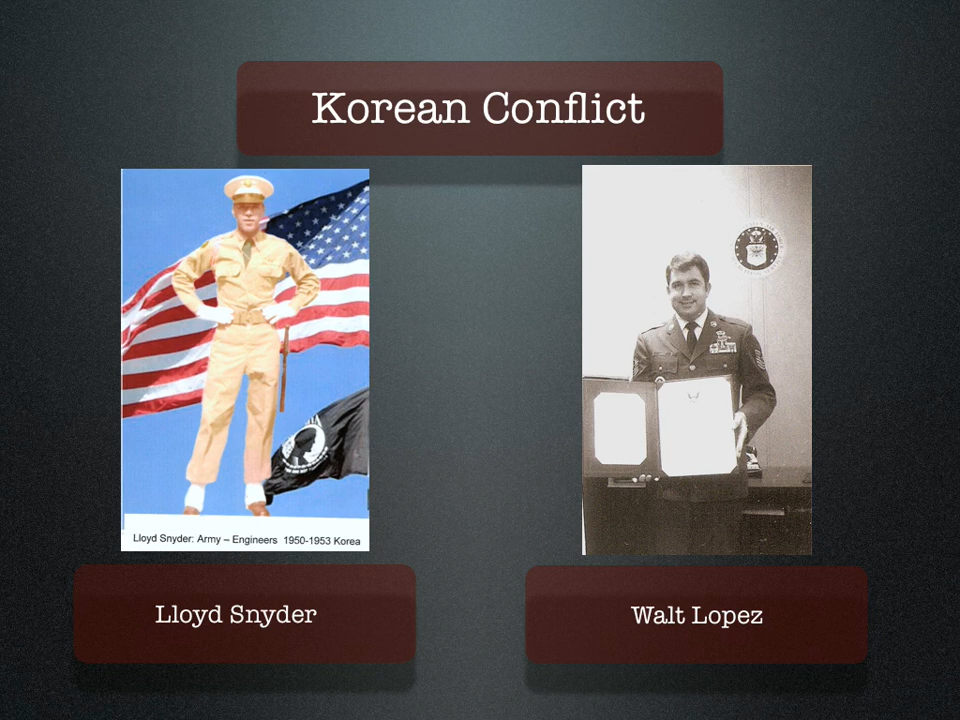 Korean Conflict
Lloyd Snyder: Army – Engineers 1950-1953 Korea
Lloyd Snyder
Walt Lopez